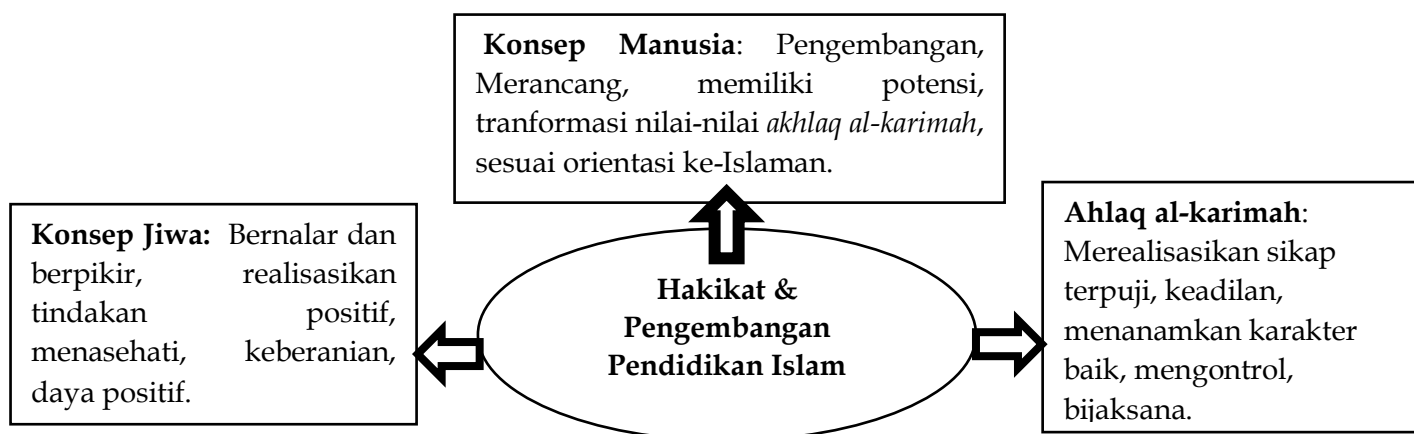 Konsep Manusia: Pengembangan,
Merancang, memiliki potensi,
tranformasi nilai-nilai akhlaq al-karimah,
sesuai orientasi ke-Islaman.
Konsep Jiwa: Bernalar dan
berpikir, realisasikan
tindakan positif,
menasehati, keberanian,
daya positif.
Hakikat &
Pengembangan
Pendidikan Islam
Ahlaq al-karimah:
Merealisasikan sikap
terpuji, keadilan,
menanamkan karakter
baik, mengontrol,
bijaksana.